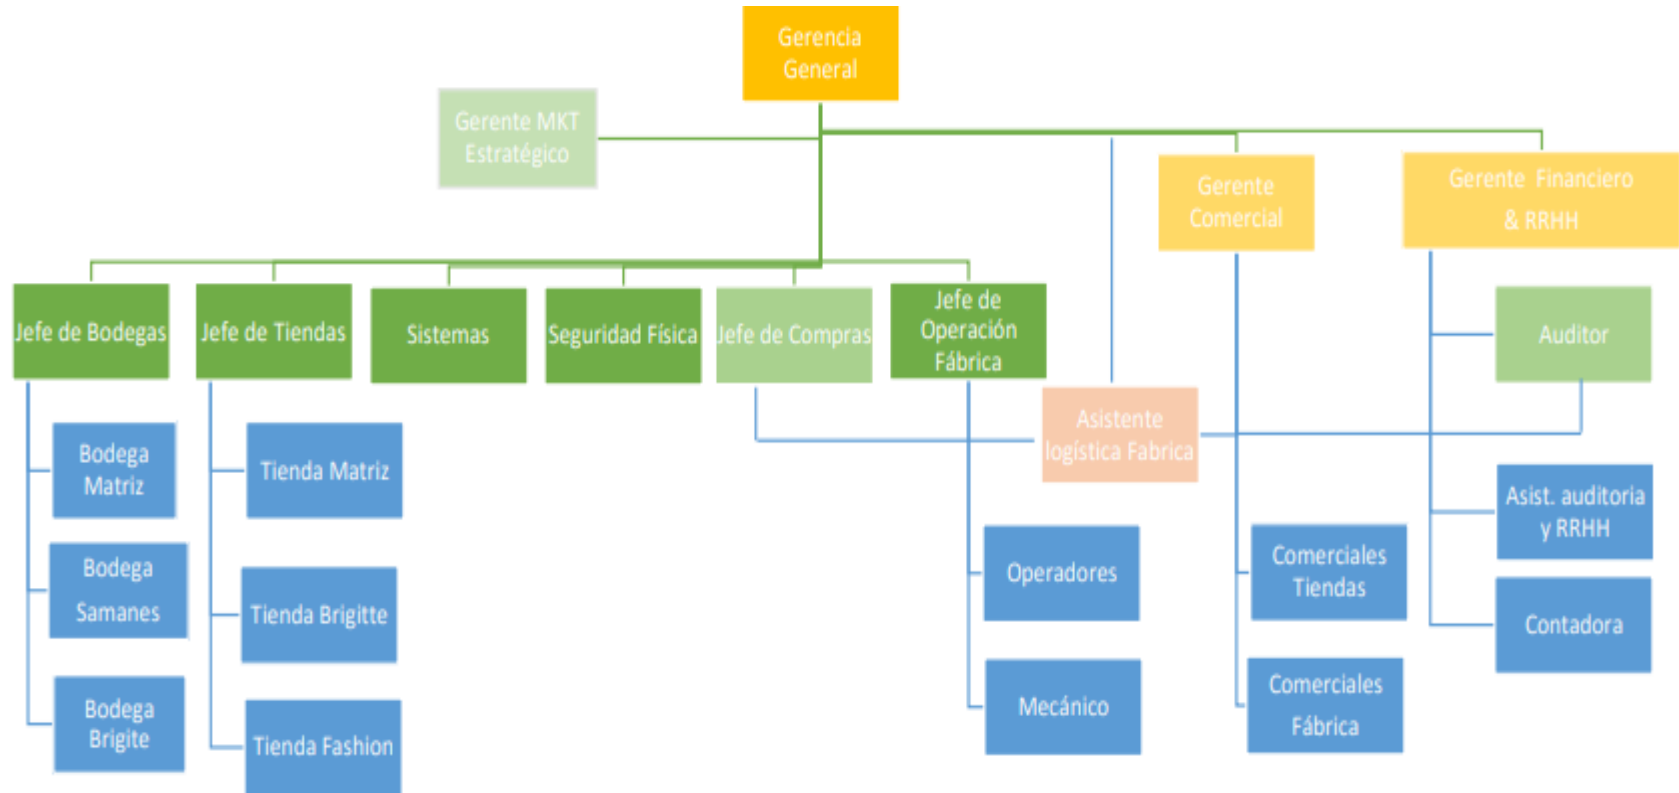 Gerencia
General
Gerente MKT
Estratégico
Gerente
Comercial
Gerente Financiero
& RRHH
Jefe de Bodegas
Jefe de Tiendas
Sistemas
Seguridad Física
Jefe de Compras
Jefe de
Operación
Fábrica
Auditor
Asistente
logística Fabrica
Bodega
Matriz
Tienda Matriz
Asist. auditoria
y RRHH
Operadores
Comerciales
Tiendas
Bodega
Samanes
Tienda Brigitte
Contadora
Mecánico
Comerciales
Fábrica
Bodega
Brigite
Tienda Fashion